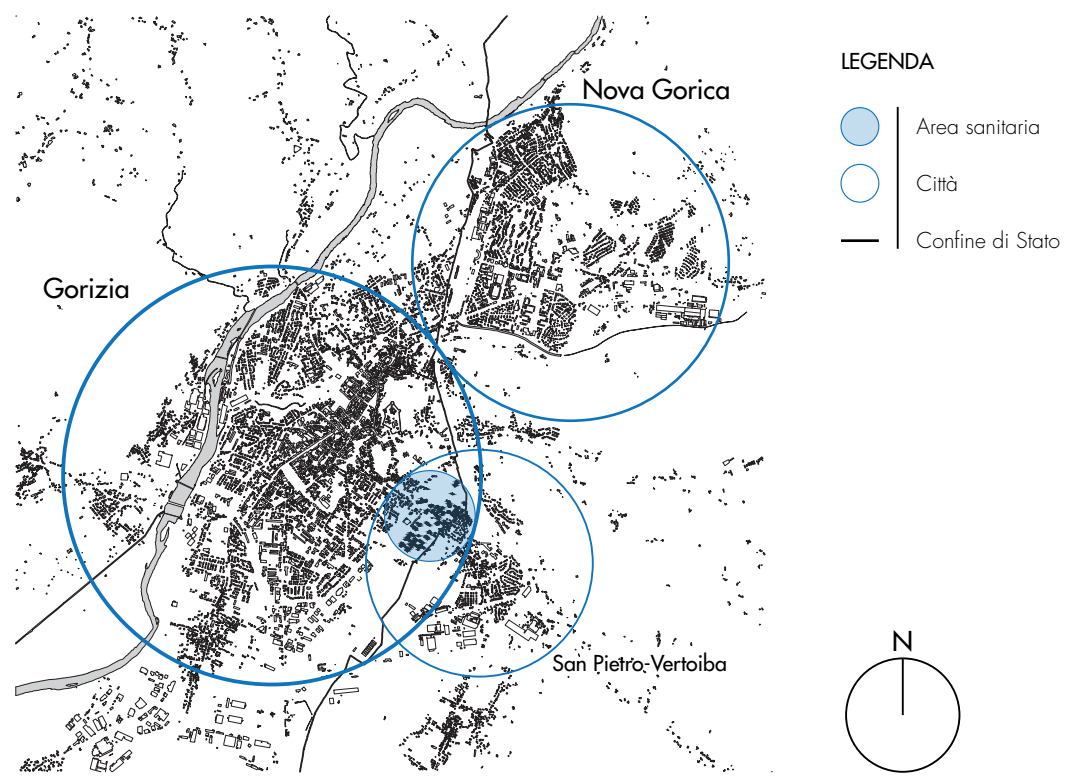 Nova Gorica
Gorizia
San Pietro-Vertoiba
LEGENDA
Area sanitaria
Città
Confine di Stato
N